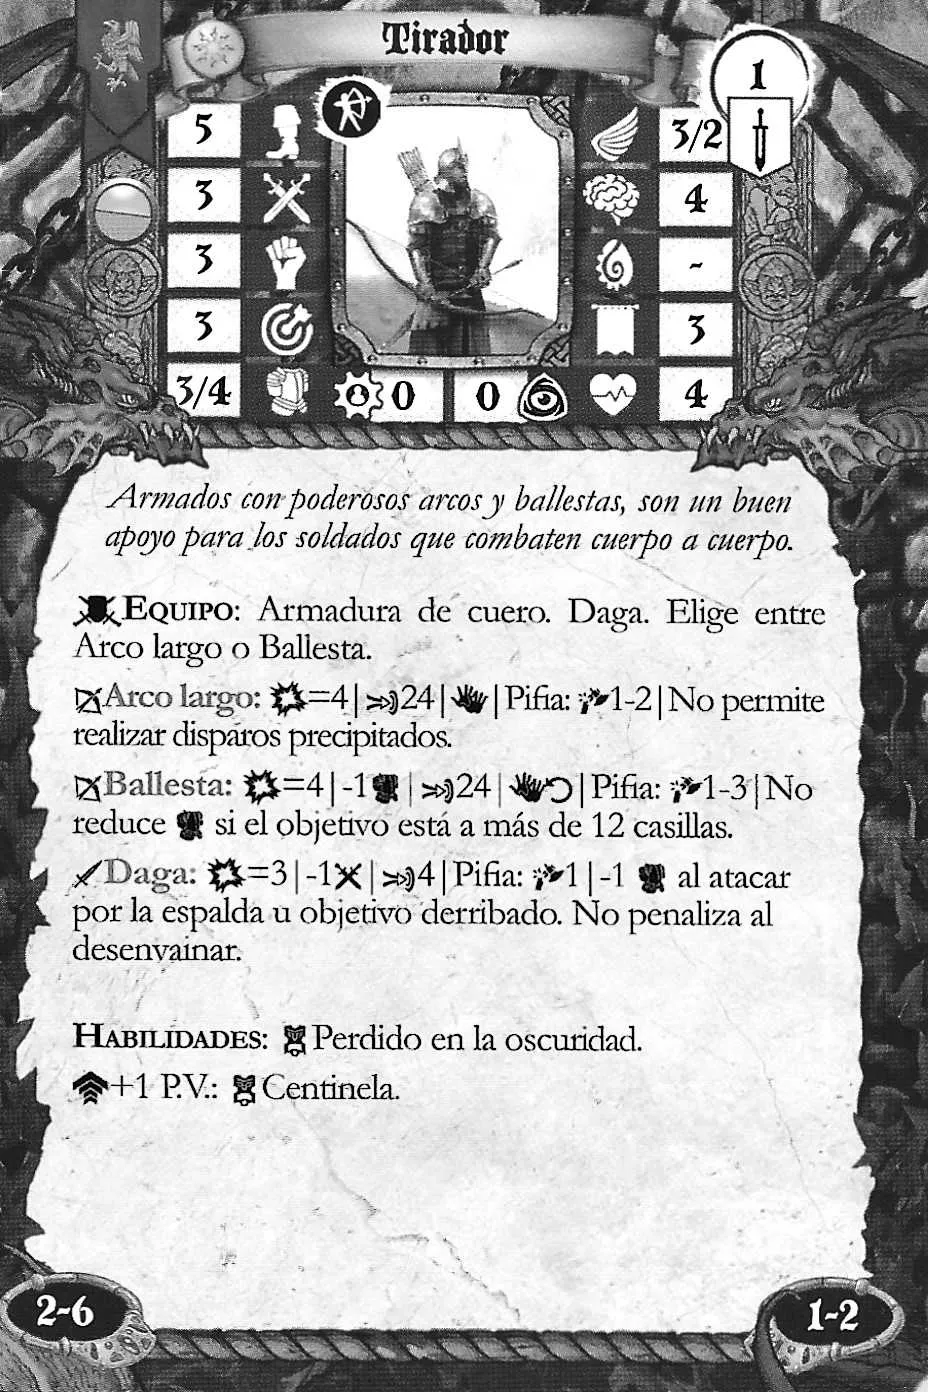 Tirador
1
5
3/2
3
4
3
-
3
3
3/4
0
0
4
Armados con poderosos arcos y ballestas, son un buen
apoyo para los soldados que combaten cuerpo a cuerpo.
EQUIPO: Armadura de cuero. Daga. Elige entre
Arco largo o Ballesta.
Arco largo: =4| 24| | Pifia: 1-2| No permite
realizar disparos precipitados.
Ballesta: =4| -1 | 24| | Pifia: 1-3| No
reduce si el objetivo está a más de 12 casillas.
Daga: =3| -1 | 4| Pifia: 1| -1 al atacar
por la espalda u objetivo derribado. No penaliza al
desenvainar.
HABILIDADES: Perdido en la oscuridad.
+1 P.V.: Centinela.
2-6
1-2